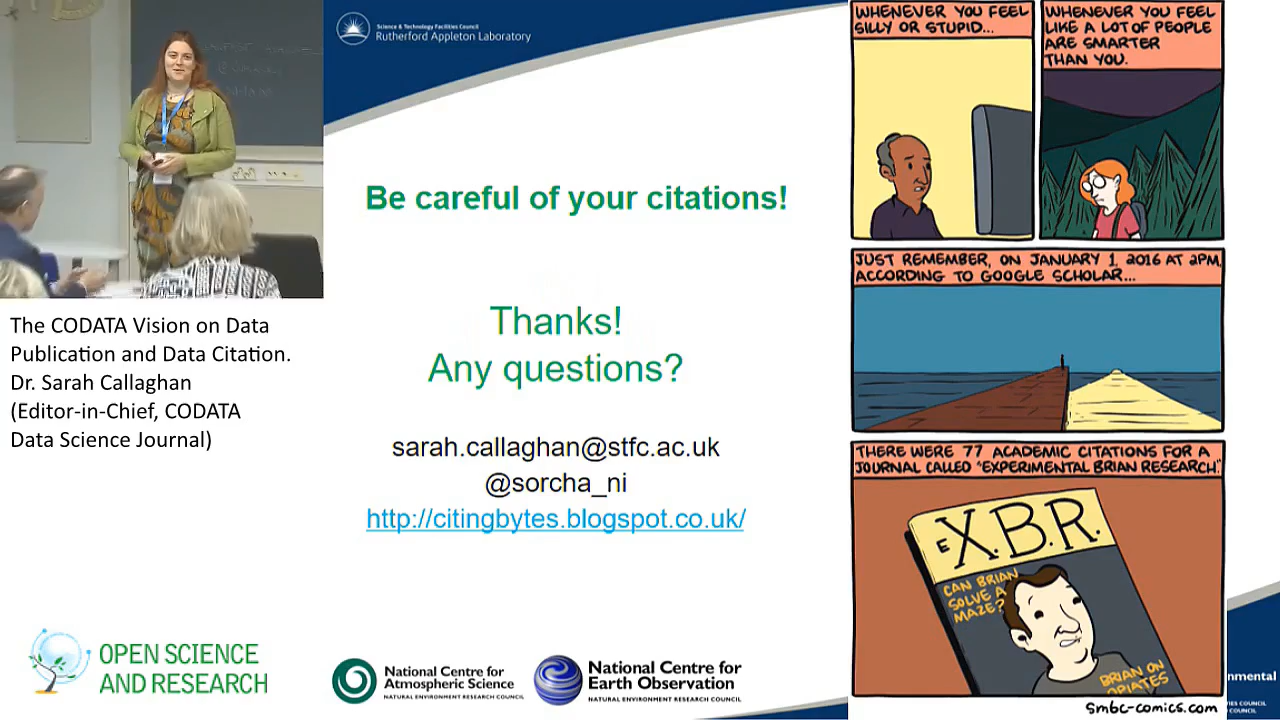 Science & Technology Facilities Council
Rutherford Appleton Laboratory
Be careful of your citations!
Thanks!
Any questions?
sarah.callaghan@stfc.ac.uk
@sorcha_ni
http://citingbytes.blogspot.co.uk/
The CODATA Vision on Data
Publication and Data Citation.
Dr. Sarah Callaghan
(Editor-in-Chief, CODATA
Data Science Journal)
OPEN SCIENCE
AND RESEARCH
National Centre for
Atmospheric Science
NATURAL ENVIRONMENT RESEARCH COUNCIL
National Centre for
Earth Observation
NATURAL ENVIRONMENT RESEARCH COUNCIL
WHENEVER YOU FEEL
SILLY OR STUPID...
WHENEVER YOU FEEL
LIKE A LOT OF PEOPLE
ARE SMARTER
THAN YOU.
JUST REMEMBER, ON JANUARY 1, 2016 AT 2PM,
ACCORDING TO GOOGLE SCHOLAR...
THERE WERE 77 ACADEMIC CITATIONS FOR A
JOURNAL CALLED "EXPERIMENTAL BRIAN RESEARCH."
EX.B.R.
CAN BRIAN
SOLVE A
MAZE?
BRIAN ON
OPIATES
smbc-comics.com
nmental
IES COUNCIL
COUNCIL